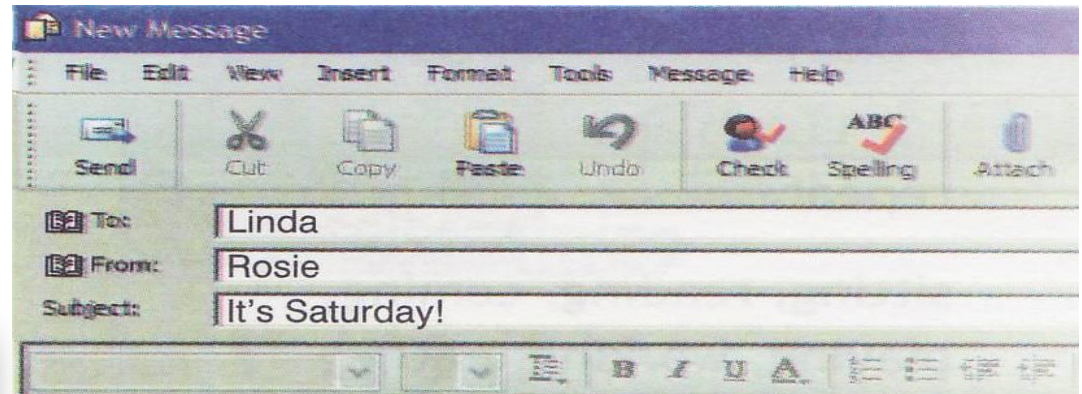 New Message
File Edit View Insert Format Tools Message Help
ABC
Send Cut Copy Paste Undo Check Spelling Attach
To: Linda
From: Rosie
Subject: It's Saturday!
B I U A